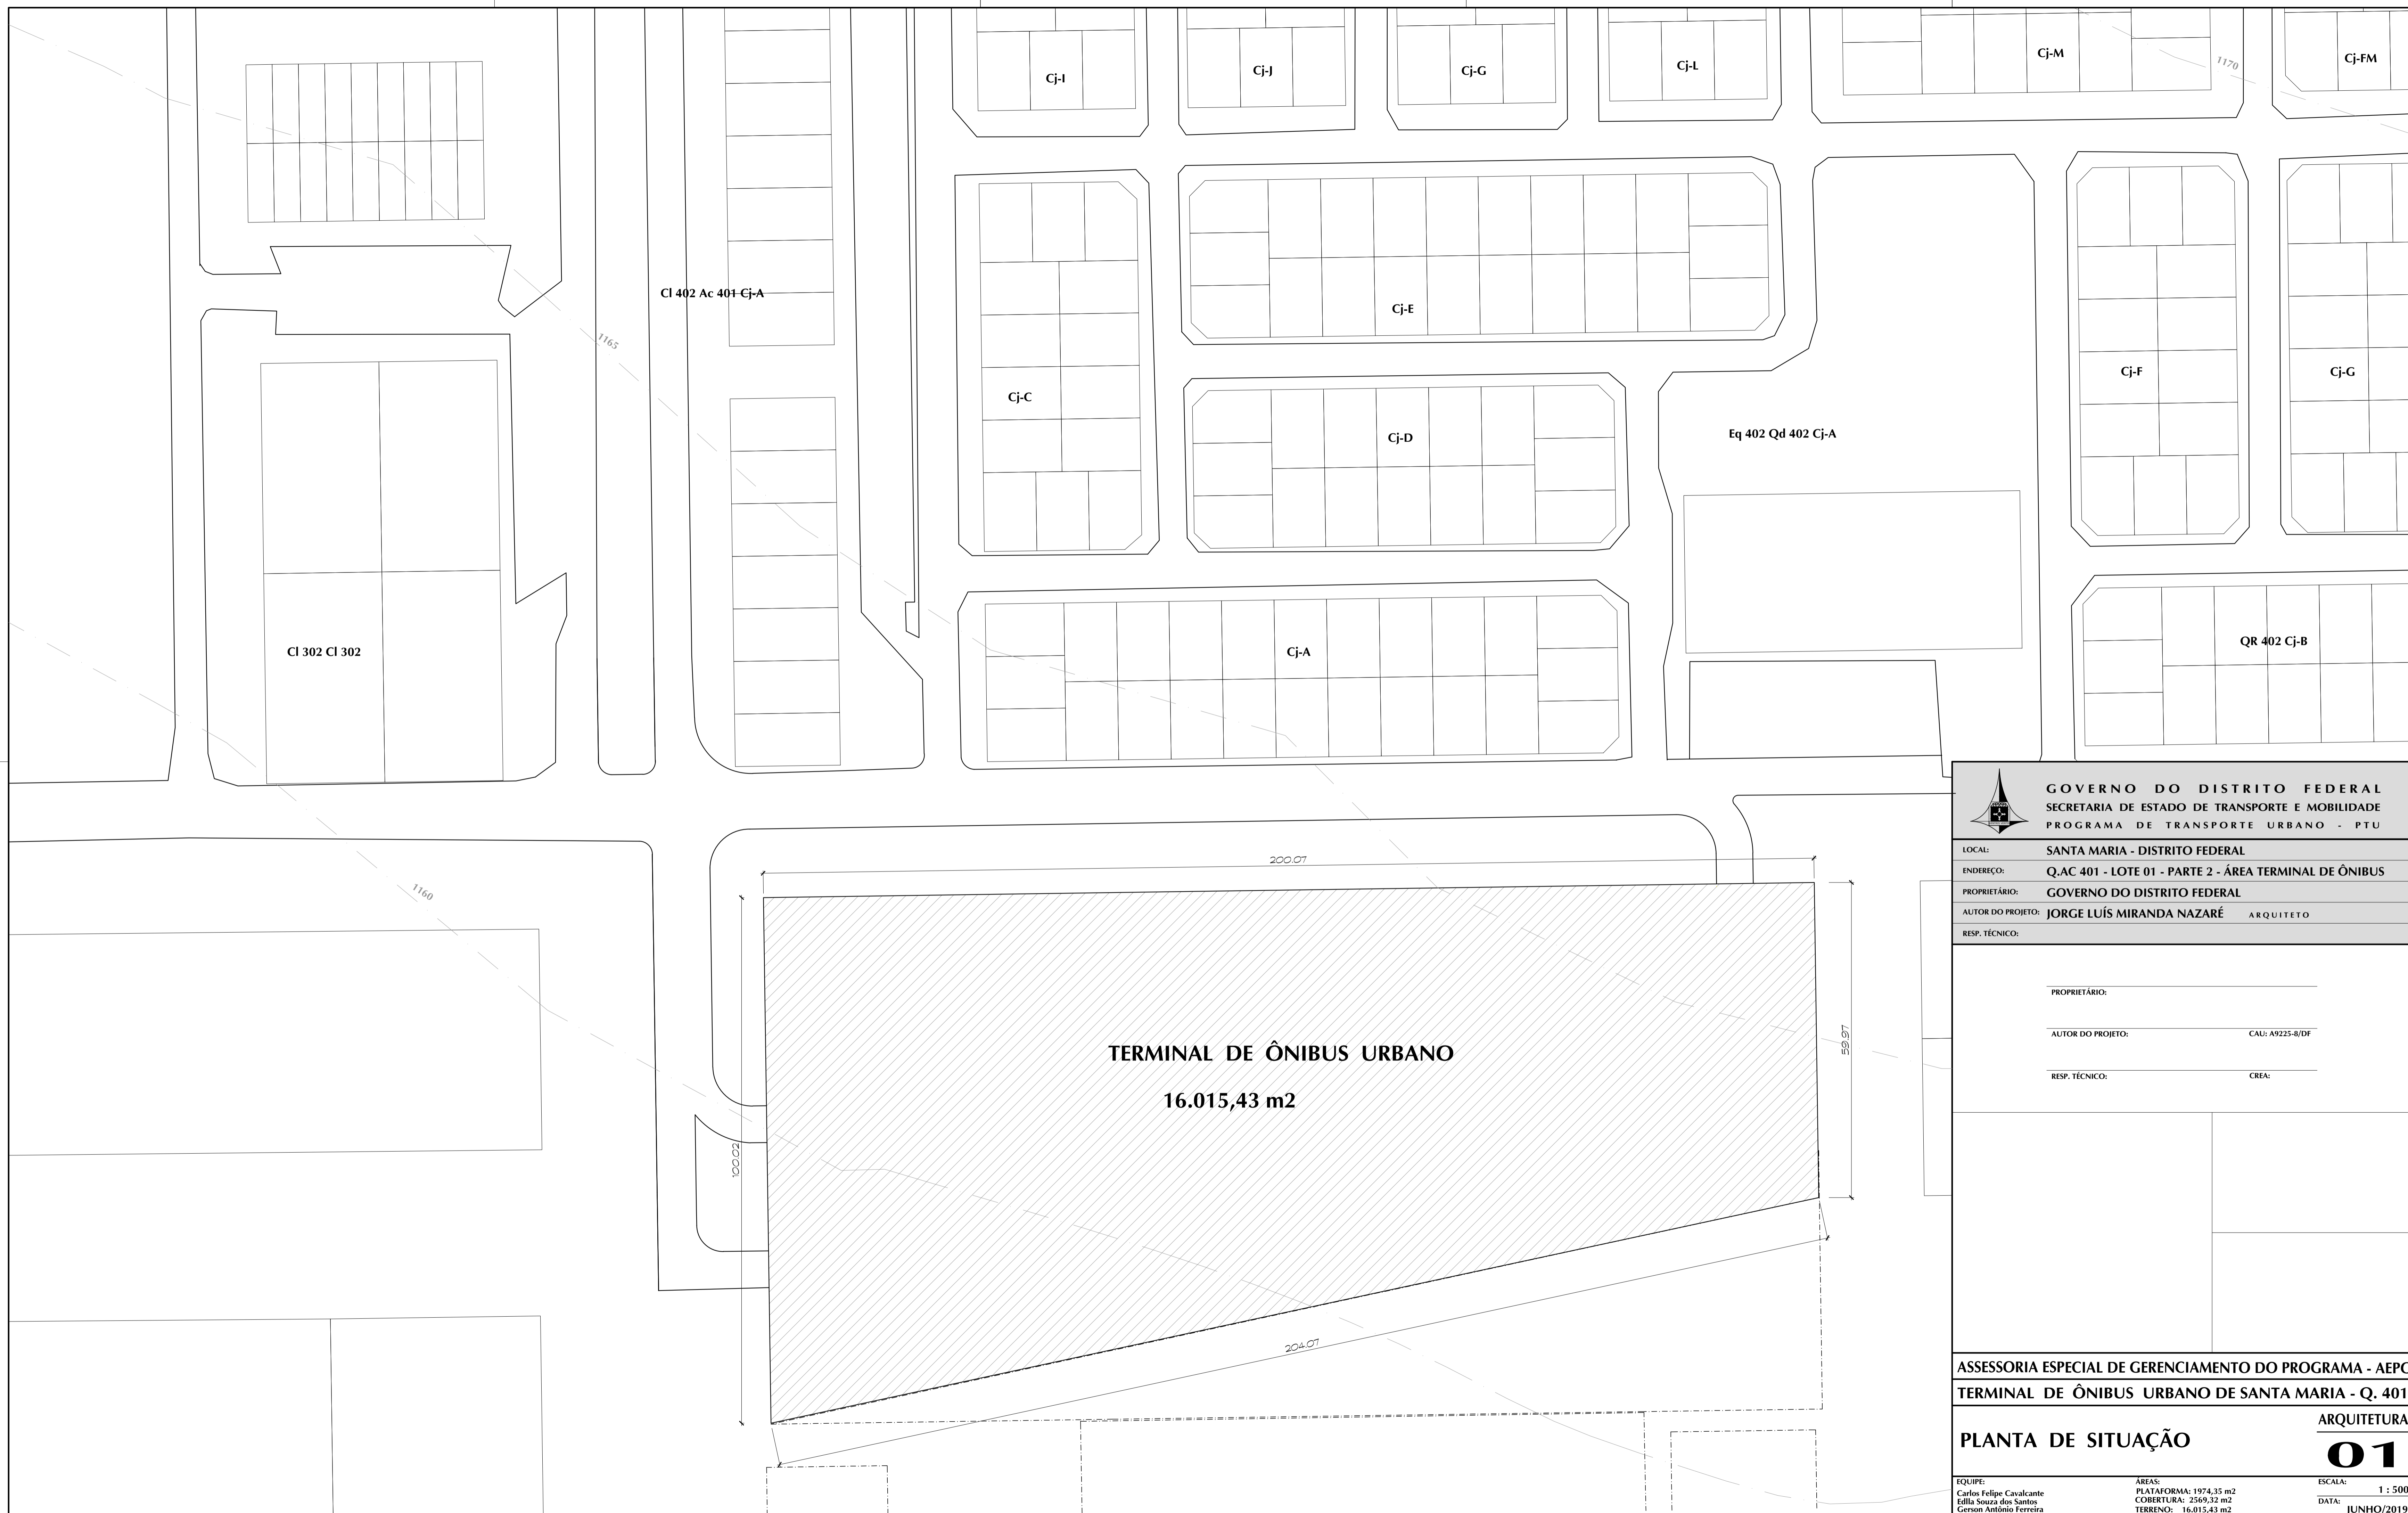 Cj-I
Cj-J
Cj-G
Cj-L
Cj-M
1170
Cj-FM
Cl 402 Ac 401 Cj-A
1165
Cj-E
Cj-C
Cj-D
Eq 402 Qd 402 Cj-A
Cj-F
Cj-G
Cl 302 Cl 302
Cj-A
QR 402 Cj-B
1160
200.07
100.02
59.97
204.07
TERMINAL DE ÔNIBUS URBANO
16.015,43 m2
GOVERNO DO DISTRITO FEDERAL
SECRETARIA DE ESTADO DE TRANSPORTE E MOBILIDADE
PROGRAMA DE TRANSPORTE URBANO - PTU
LOCAL: SANTA MARIA - DISTRITO FEDERAL
ENDEREÇO: Q.AC 401 - LOTE 01 - PARTE 2 - ÁREA TERMINAL DE ÔNIBUS
PROPRIETÁRIO: GOVERNO DO DISTRITO FEDERAL
AUTOR DO PROJETO: JORGE LUÍS MIRANDA NAZARÉ ARQUITETO
RESP. TÉCNICO:
PROPRIETÁRIO:
AUTOR DO PROJETO: CAU: A9225-8/DF
RESP. TÉCNICO: CREA:
ASSESSORIA ESPECIAL DE GERENCIAMENTO DO PROGRAMA - AEP
TERMINAL DE ÔNIBUS URBANO DE SANTA MARIA - Q. 401
PLANTA DE SITUAÇÃO
ARQUITETURA
01
EQUIPE:
Carlos Felipe Cavalcante
Edlla Souza dos Santos
Gerson Antônio Ferreira
ÁREAS:
PLATAFORMA: 1974,35 m2
COBERTURA: 2569,32 m2
TERRENO: 16.015,43 m2
ESCALA:
1 : 500
DATA:
JUNHO/2019